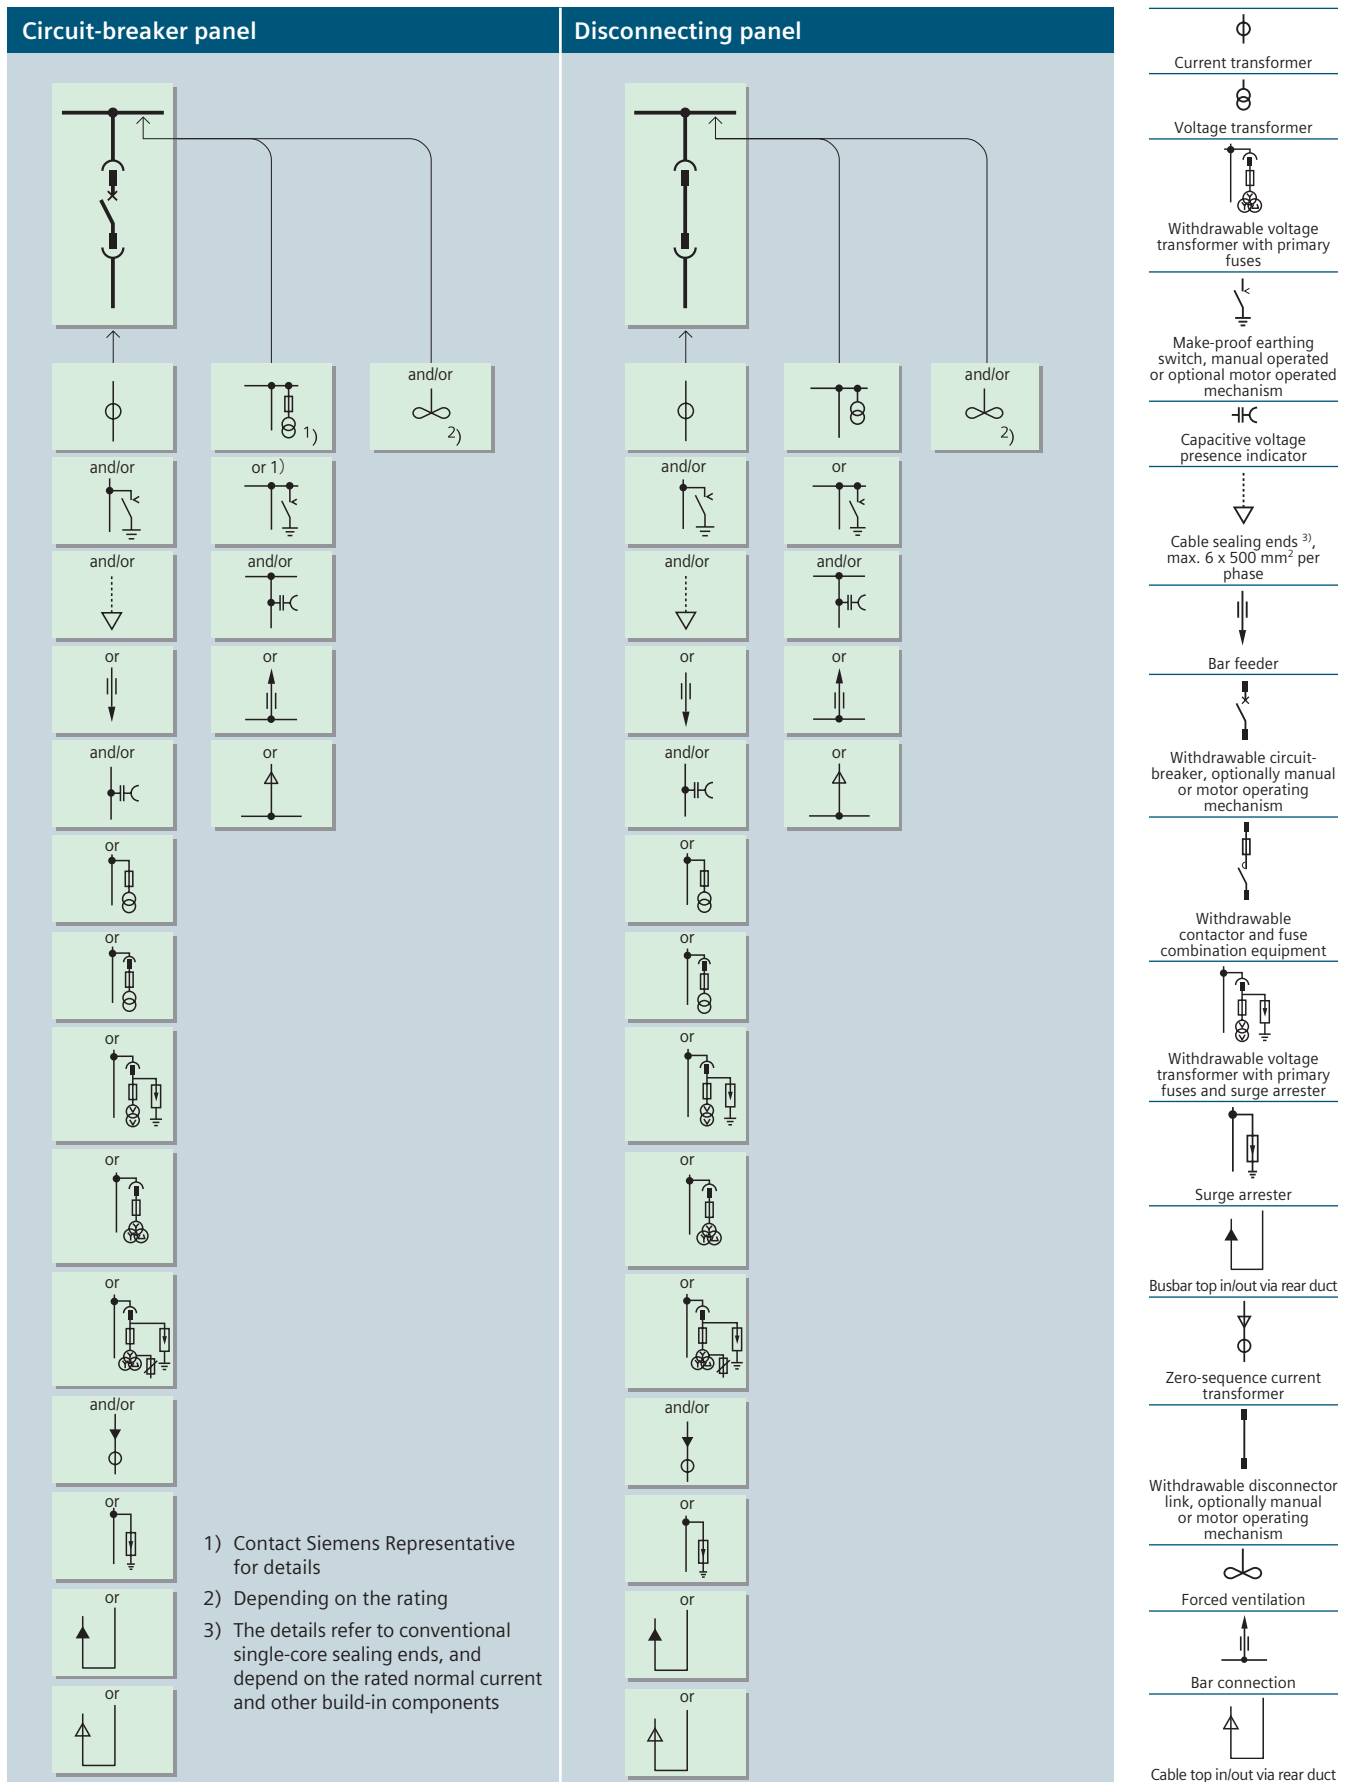 Circuit-breaker panel
and/or
2)
1)
and/or
or 1)
and/or
and/or
or
or
and/or
or
or
or
or
or
or
and/or
or
or
or
1) Contact Siemens Representative
for details
2) Depending on the rating
3) The details refer to conventional
single-core sealing ends, and
depend on the rated normal current
and other build-in components
Disconnecting panel
and/or
2)
and/or
or
and/or
and/or
or
or
and/or
or
or
or
or
or
or
and/or
or
or
or
Current transformer
Voltage transformer
Withdrawable voltage
transformer with primary
fuses
Make-proof earthing
switch, manual operated
or optional motor operated
mechanism
Capacitive voltage
presence indicator
Cable sealing ends 3),
max. 6 x 500 mm2 per
phase
Bar feeder
Withdrawable circuit-
breaker, optionally manual
or motor operating
mechanism
Withdrawable
contactor and fuse
combination equipment
Withdrawable voltage
transformer with primary
fuses and surge arrester
Surge arrester
Busbar top in/out via rear duct
Zero-sequence current
transformer
Withdrawable disconnector
link, optionally manual
or motor operating
mechanism
Forced ventilation
Bar connection
Cable top in/out via rear duct